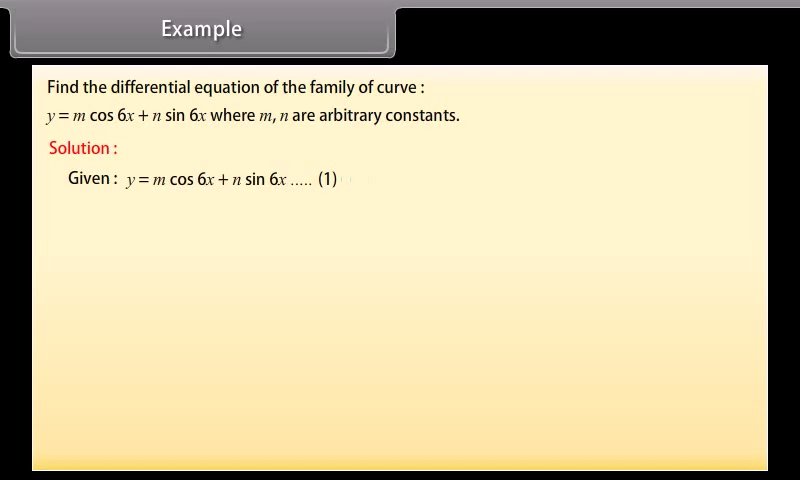 Example
Find the differential equation of the family of curve :
y = m cos 6x + n sin 6x where m, n are arbitrary constants.
Solution :
Given : y = m cos 6x + n sin 6x ..... (1)